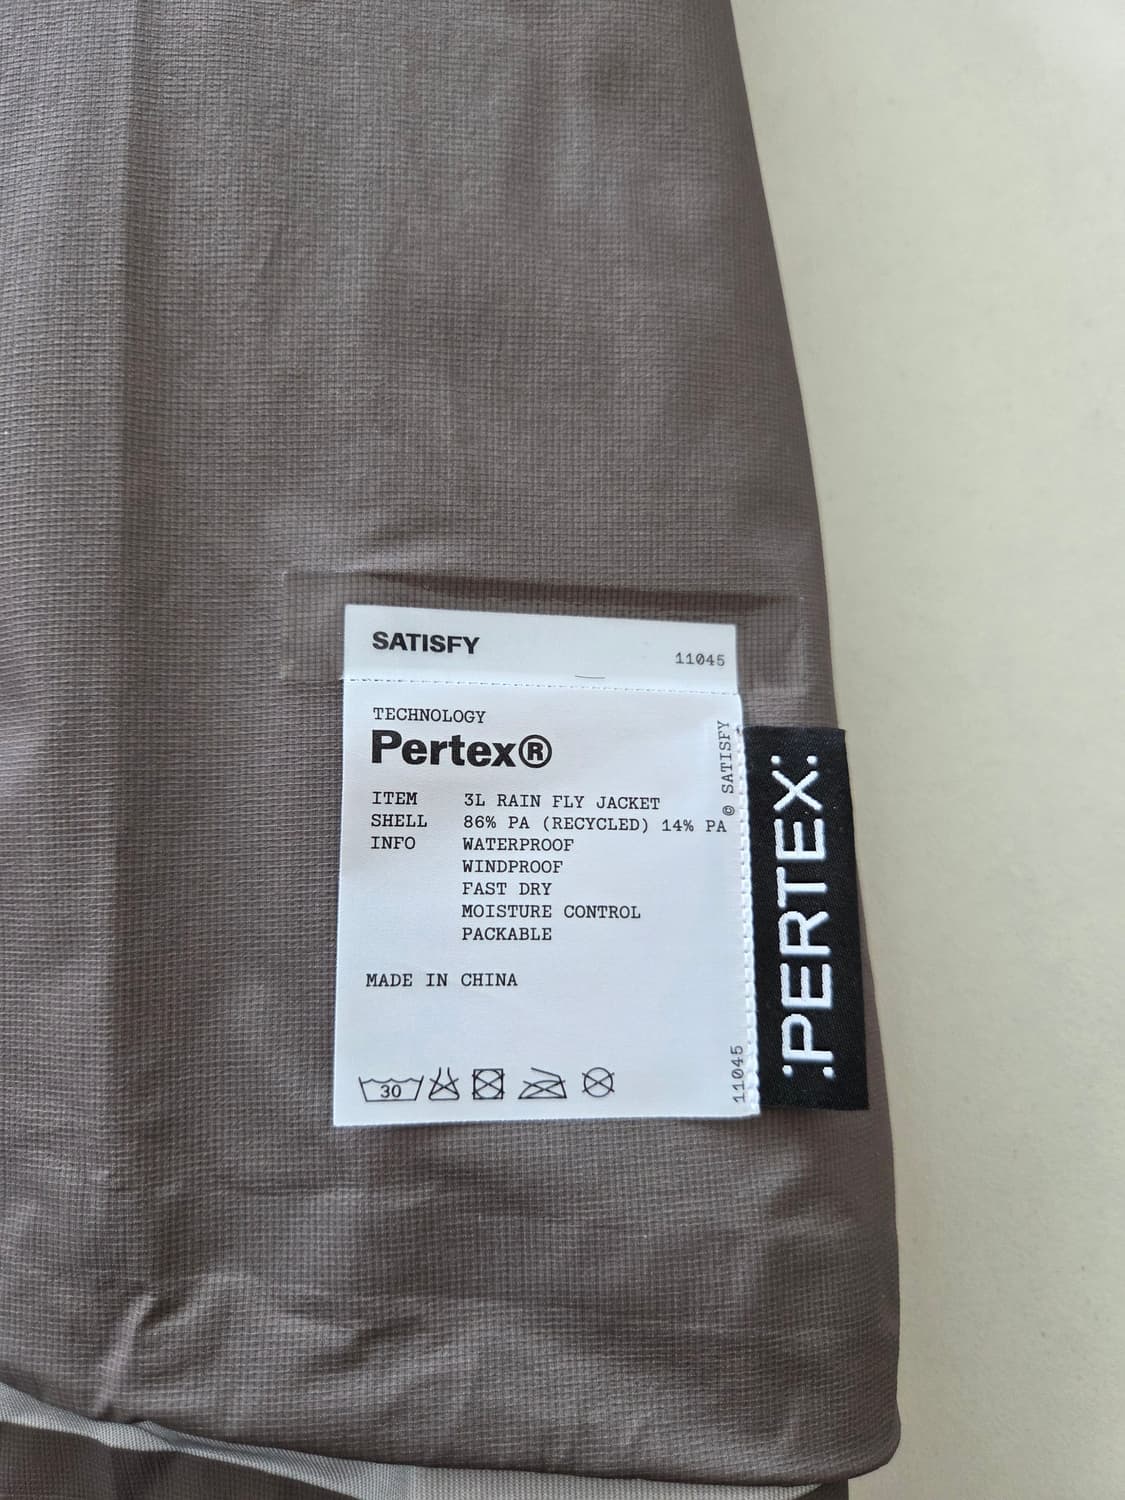 SATISFY
11045
TECHNOLOGY
Pertex®
ITEM 3L RAIN FLY JACKET
SHELL 86% PA (RECYCLED) 14% PA
INFO WATERPROOF
WINDPROOF
FAST DRY
MOISTURE CONTROL
PACKABLE
MADE IN CHINA
30
© SATISFY
11045
:PERTEX: